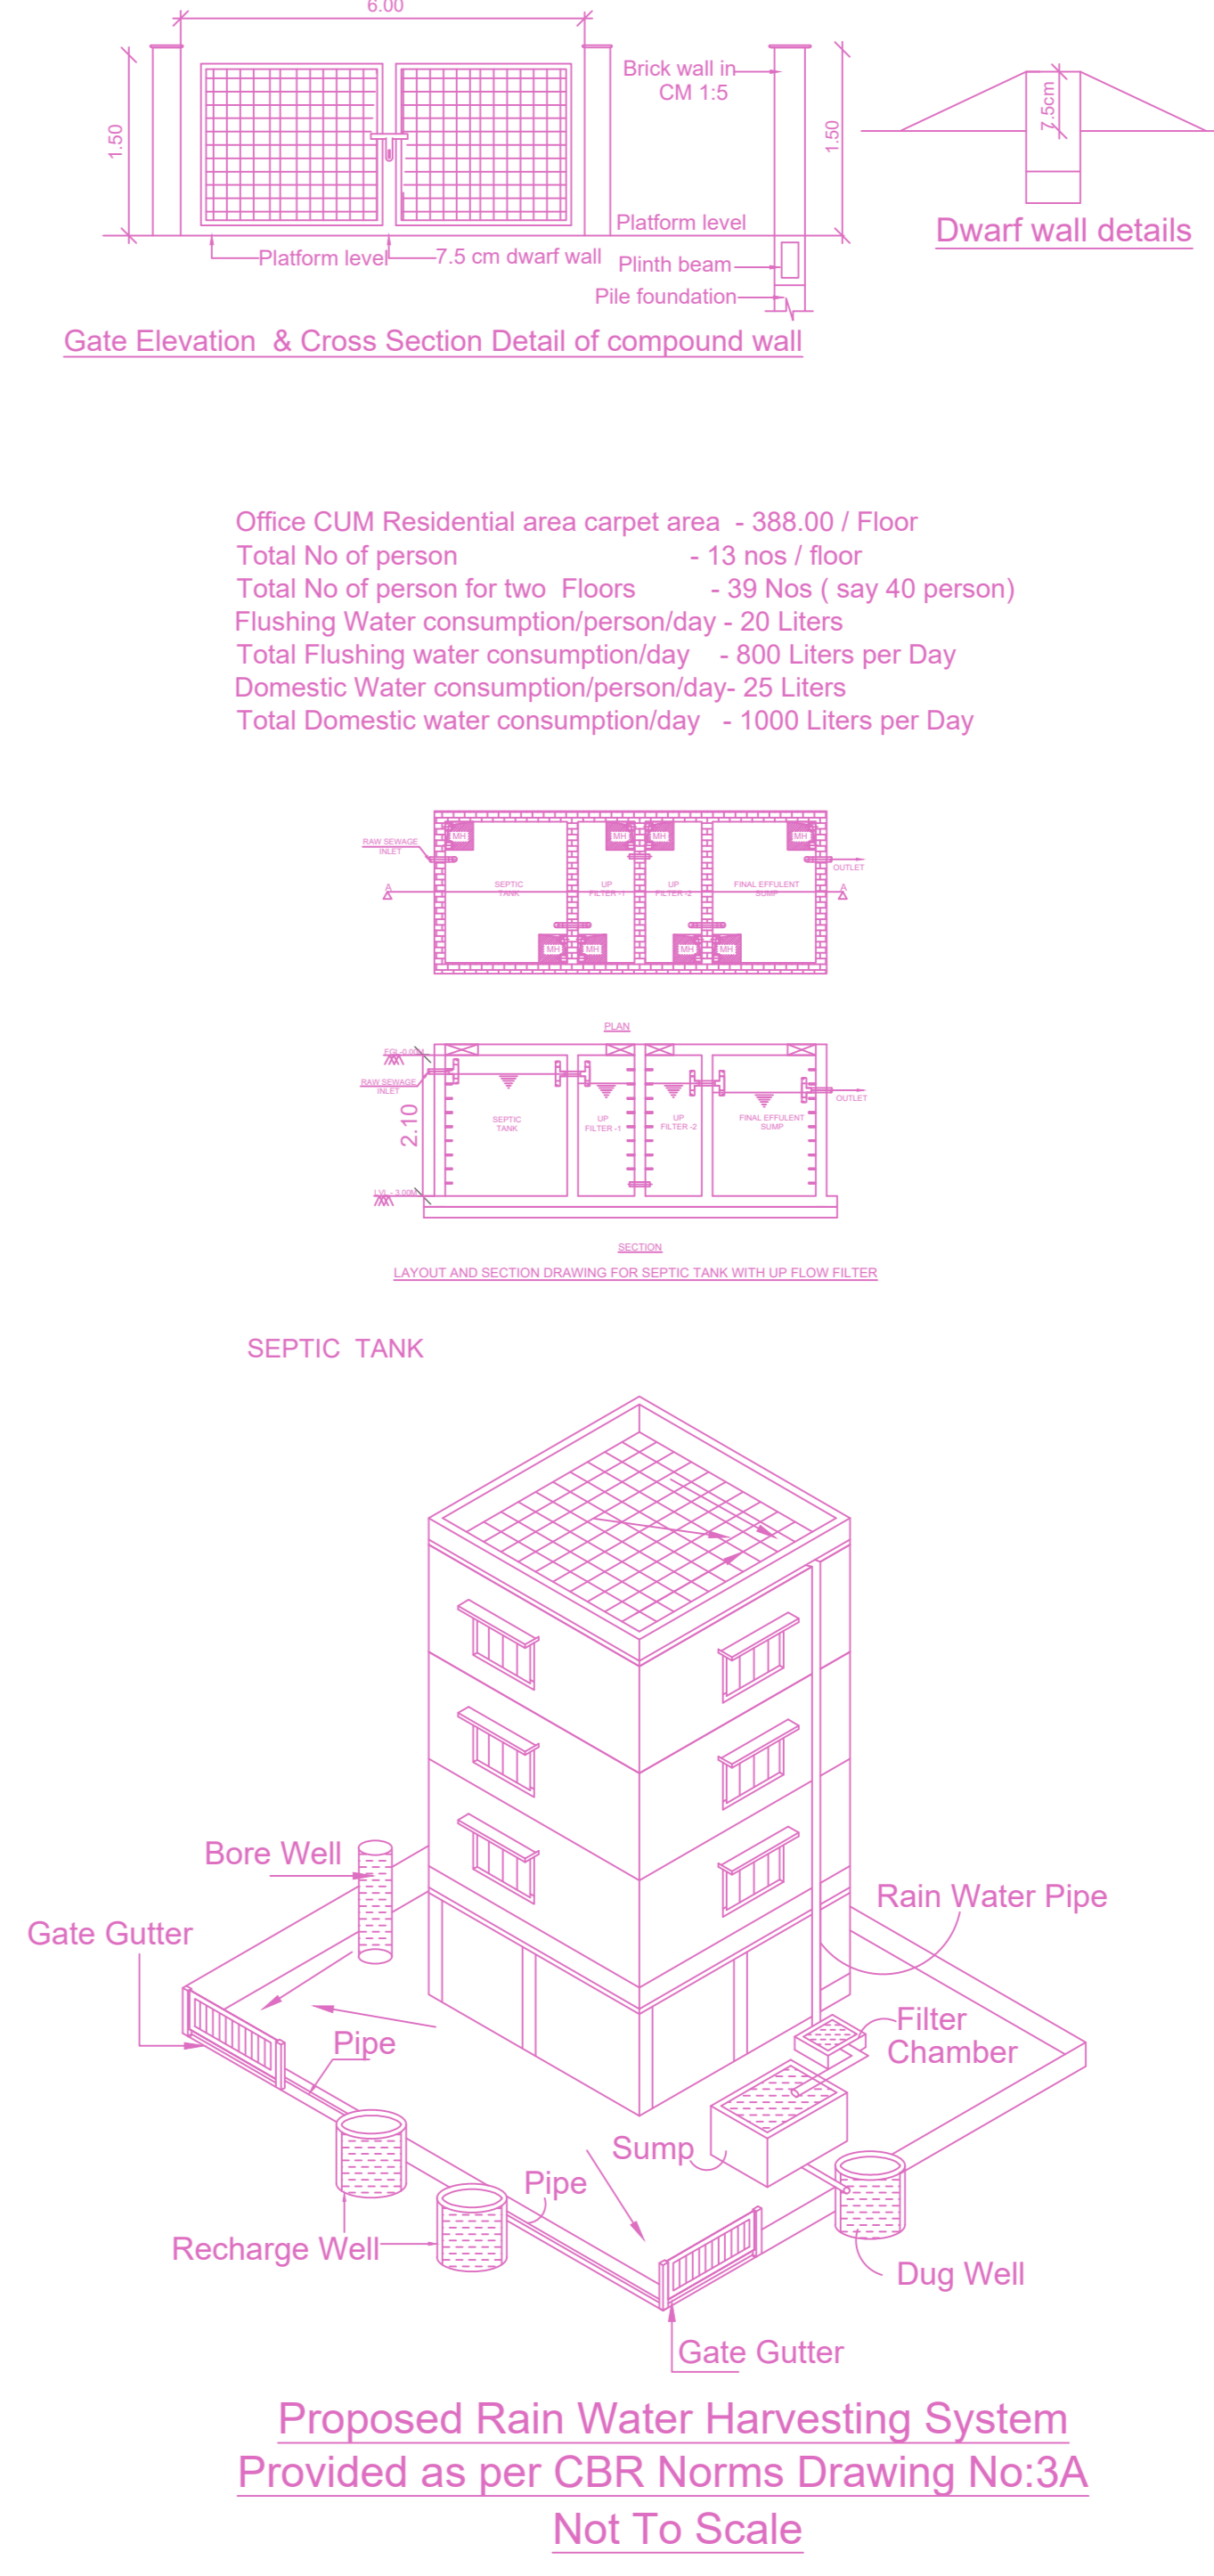 6.00
1.50
Brick wall in
CM 1:5
1.50
7.5cm
Platform level
Platform level
7.5 cm dwarf wall
Plinth beam
Pile foundation
Dwarf wall details
Gate Elevation & Cross Section Detail of compound wall
Office CUM Residential area carpet area - 388.00 / Floor
Total No of person - 13 nos / floor
Total No of person for two Floors - 39 Nos ( say 40 person)
Flushing Water consumption/person/day - 20 Liters
Total Flushing water consumption/day - 800 Liters per Day
Domestic Water consumption/person/day- 25 Liters
Total Domestic water consumption/day - 1000 Liters per Day
MH MH MH MH
RAW SEWAGE
INLET
OUTLET
A A
SEPTIC
TANK
UP
FILTER -1
UP
FILTER -2
FINAL EFFULENT
SUMP
MH MH MH MH
PLAN
FGL-0.00M
RAW SEWAGE
INLET
OUTLET
2.10
SEPTIC
TANK
UP
FILTER -1
UP
FILTER -2
FINAL EFFULENT
SUMP
LVL - 3.00M
SECTION
LAYOUT AND SECTION DRAWING FOR SEPTIC TANK WITH UP FLOW FILTER
SEPTIC TANK
Bore Well
Rain Water Pipe
Gate Gutter
Filter
Chamber
Pipe
Sump
Pipe
Recharge Well
Dug Well
Gate Gutter
Proposed Rain Water Harvesting System
Provided as per CBR Norms Drawing No:3A
Not To Scale